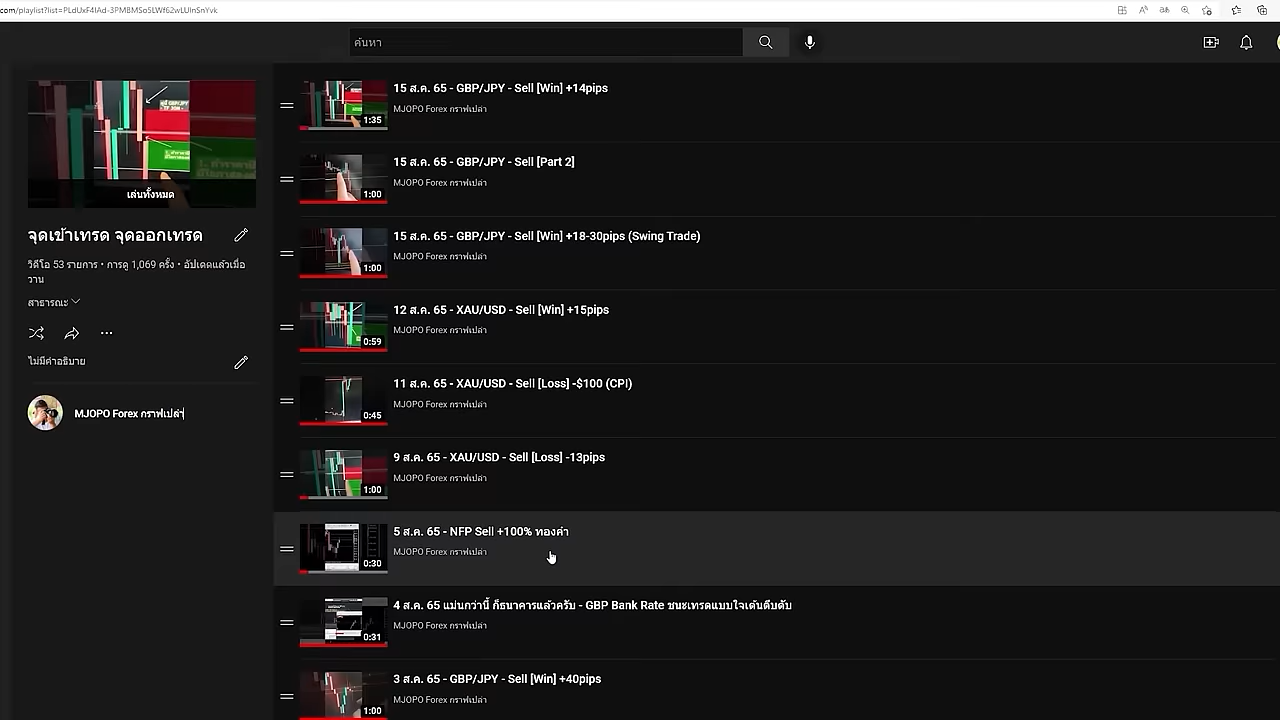 com/playlist?list=PLdUxF4IAd-3PMBMSo5LWf62wLUInSnYvk
ค้นหา
เล่นทั้งหมด
จุดเข้าเทรด จุดออกเทรด
วิดีโอ 53 รายการ • การดู 1,069 ครั้ง • อัปเดตแล้วเมื่อ
วาน
สาธารณะ
ไม่มีคำอธิบาย
MJOPO Forex กราฟเปล่า
15 ส.ค. 65 - GBP/JPY - Sell [Win] +14pips
MJOPO Forex กราฟเปล่า
1:35
15 ส.ค. 65 - GBP/JPY - Sell [Part 2]
MJOPO Forex กราฟเปล่า
1:00
15 ส.ค. 65 - GBP/JPY - Sell [Win] +18-30pips (Swing Trade)
MJOPO Forex กราฟเปล่า
1:00
12 ส.ค. 65 - XAU/USD - Sell [Win] +15pips
MJOPO Forex กราฟเปล่า
0:59
11 ส.ค. 65 - XAU/USD - Sell [Loss] -$100 (CPI)
MJOPO Forex กราฟเปล่า
0:45
9 ส.ค. 65 - XAU/USD - Sell [Loss] -13pips
MJOPO Forex กราฟเปล่า
1:00
5 ส.ค. 65 - NFP Sell +100% ทองคำ
MJOPO Forex กราฟเปล่า
0:30
4 ส.ค. 65 แม่นกว่านี้ ก็ธนาคารแล้วครับ - GBP Bank Rate ชนะเทรดแบบใจเต้นตึบตับ
MJOPO Forex กราฟเปล่า
0:31
3 ส.ค. 65 - GBP/JPY - Sell [Win] +40pips
MJOPO Forex กราฟเปล่า
1:00